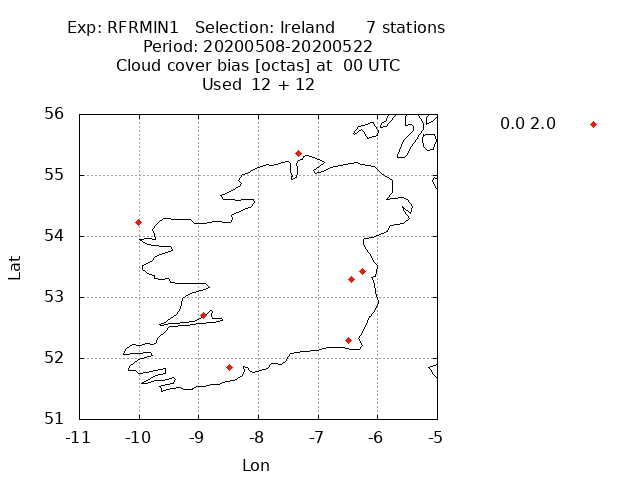 Exp: RFRMIN1   Selection: Ireland      7 stations
Period: 20200508-20200522
Cloud cover bias [octas] at  00 UTC
Used  12 + 12
0.0 2.0
56
55
54
53
52
51
Lat
-11 -10 -9 -8 -7 -6 -5
Lon